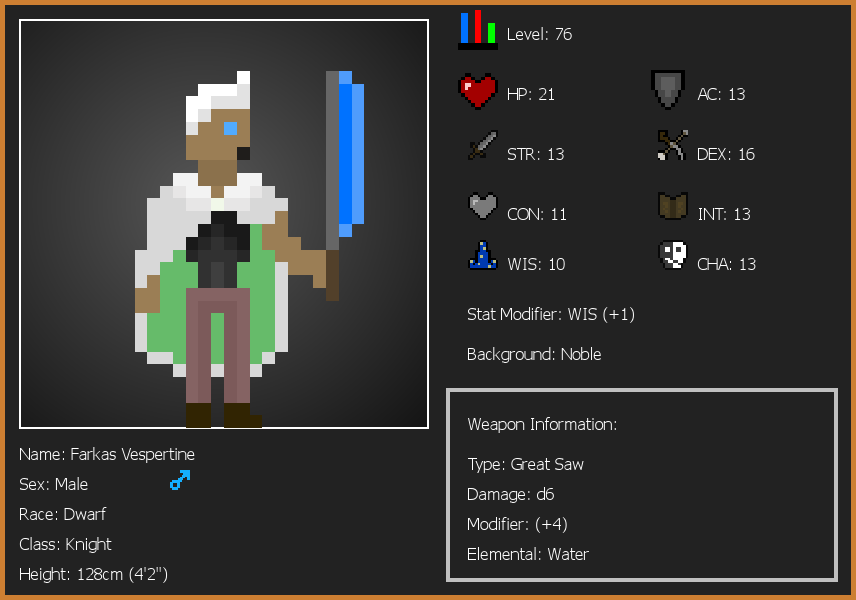 Level: 76
HP: 21
AC: 13
STR: 13
DEX: 16
CON: 11
INT: 13
WIS: 10
CHA: 13
Stat Modifier: WIS (+1)
Background: Noble
Weapon Information:
Type: Great Saw
Damage: d6
Modifier: (+4)
Elemental: Water
Name: Farkas Vespertine
Sex: Male
Race: Dwarf
Class: Knight
Height: 128cm (4'2")